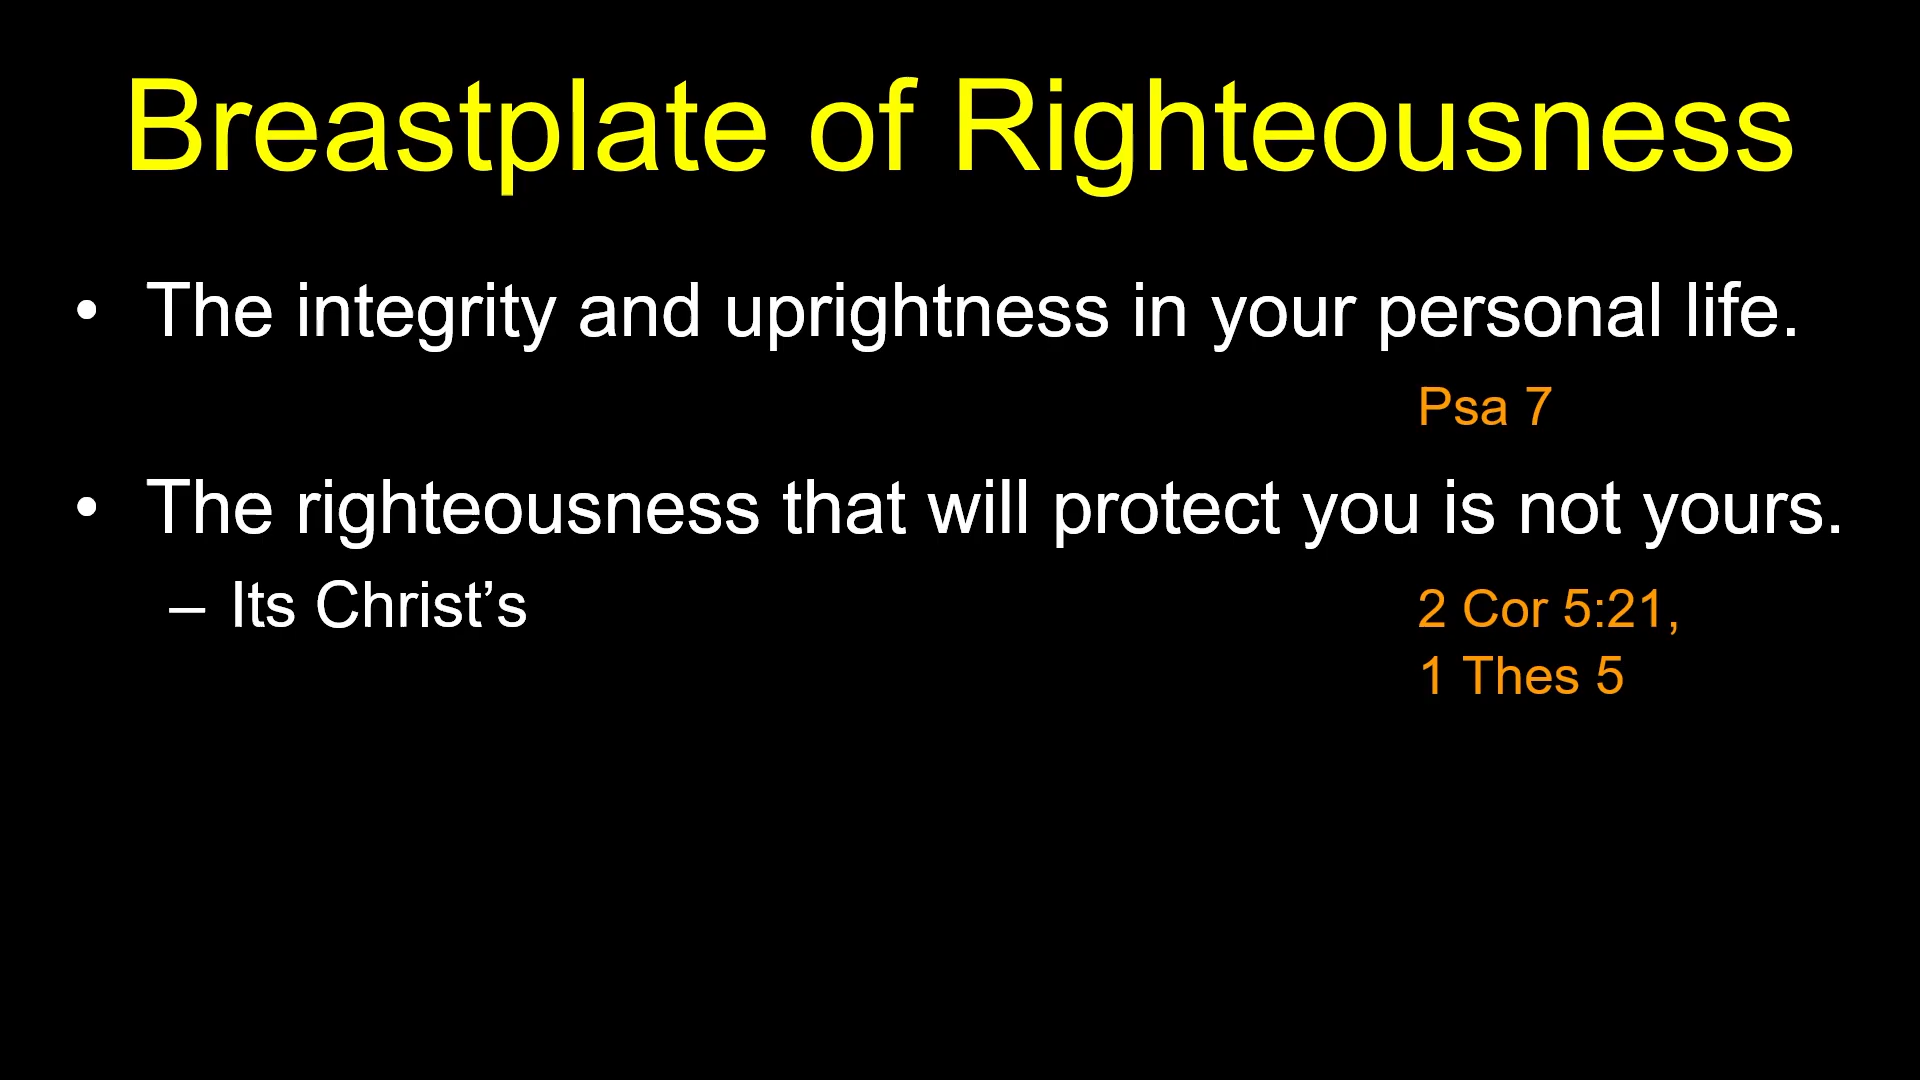 Breastplate of Righteousness
• The integrity and uprightness in your personal life.
Psa 7
• The righteousness that will protect you is not yours.
– Its Christ’s
2 Cor 5:21,
1 Thes 5